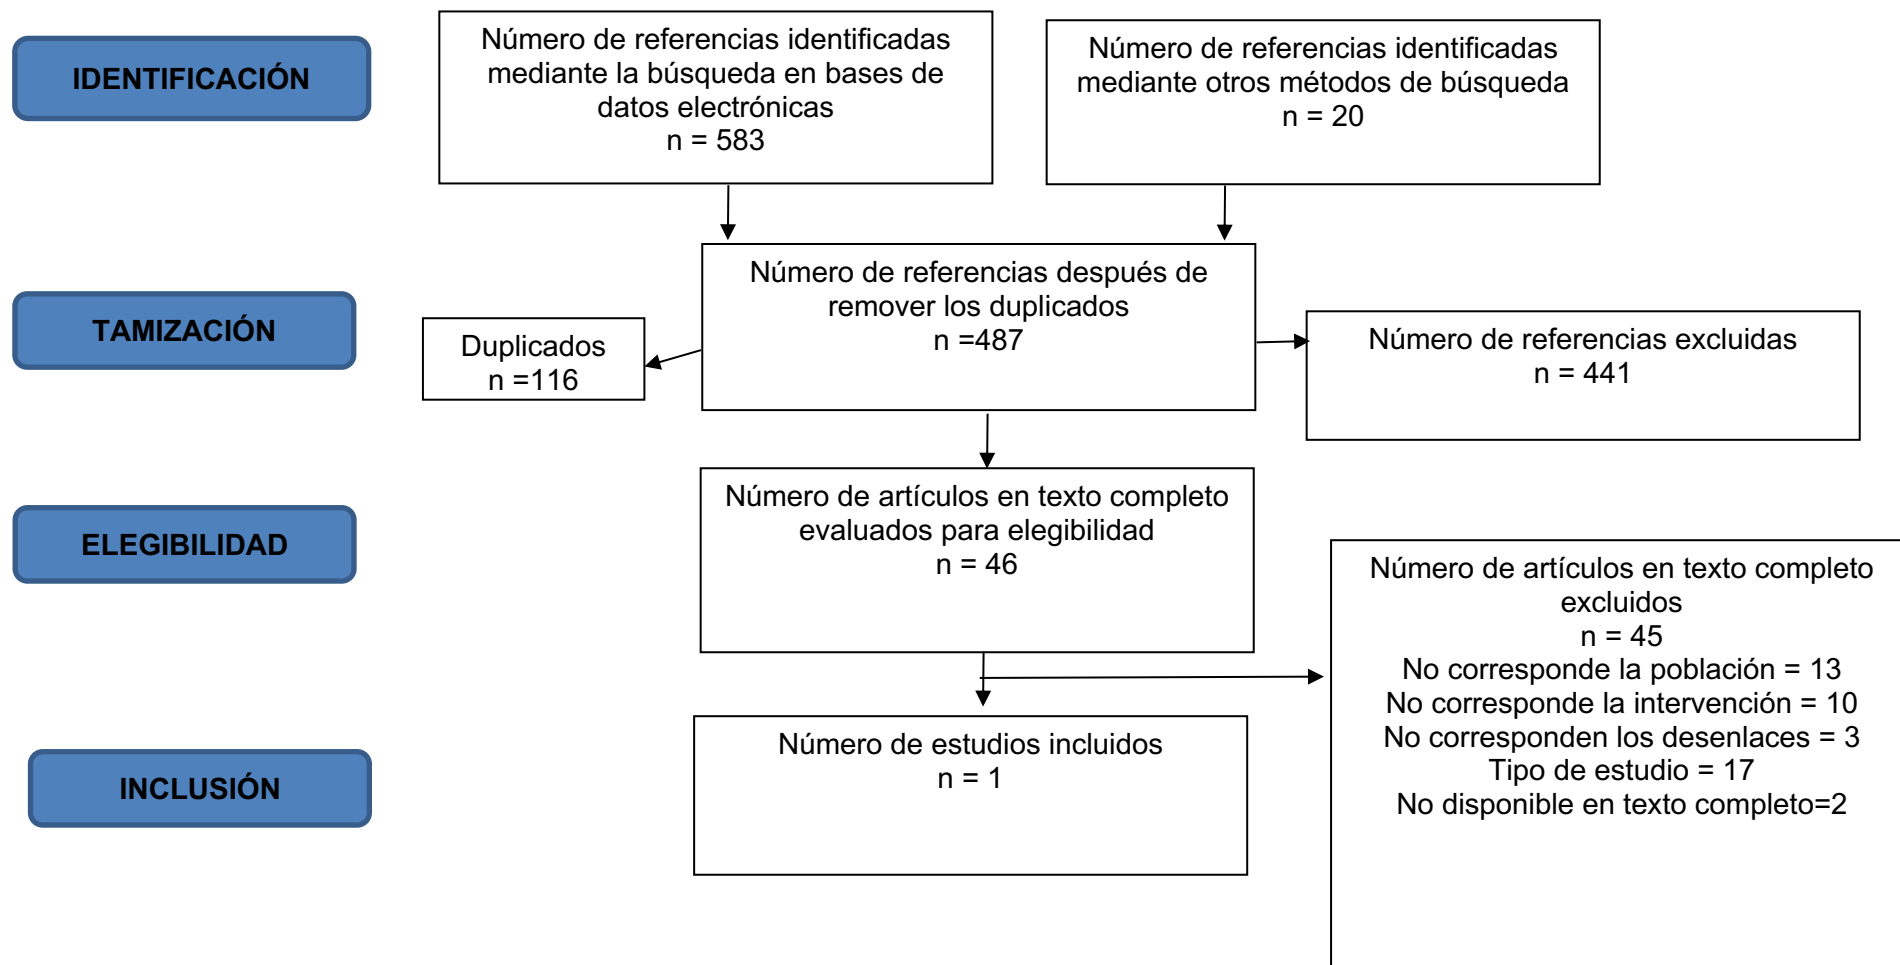 IDENTIFICACIÓN
Número de referencias identificadas
mediante la búsqueda en bases de
datos electrónicas
n = 583
Número de referencias identificadas
mediante otros métodos de búsqueda
n = 20
TAMIZACIÓN
Duplicados
n =116
Número de referencias después de
remover los duplicados
n =487
Número de referencias excluidas
n = 441
ELEGIBILIDAD
Número de artículos en texto completo
evaluados para elegibilidad
n = 46
Número de artículos en texto completo
excluidos
n = 45
No corresponde la población = 13
No corresponde la intervención = 10
No corresponden los desenlaces = 3
Tipo de estudio = 17
No disponible en texto completo=2
INCLUSIÓN
Número de estudios incluidos
n = 1